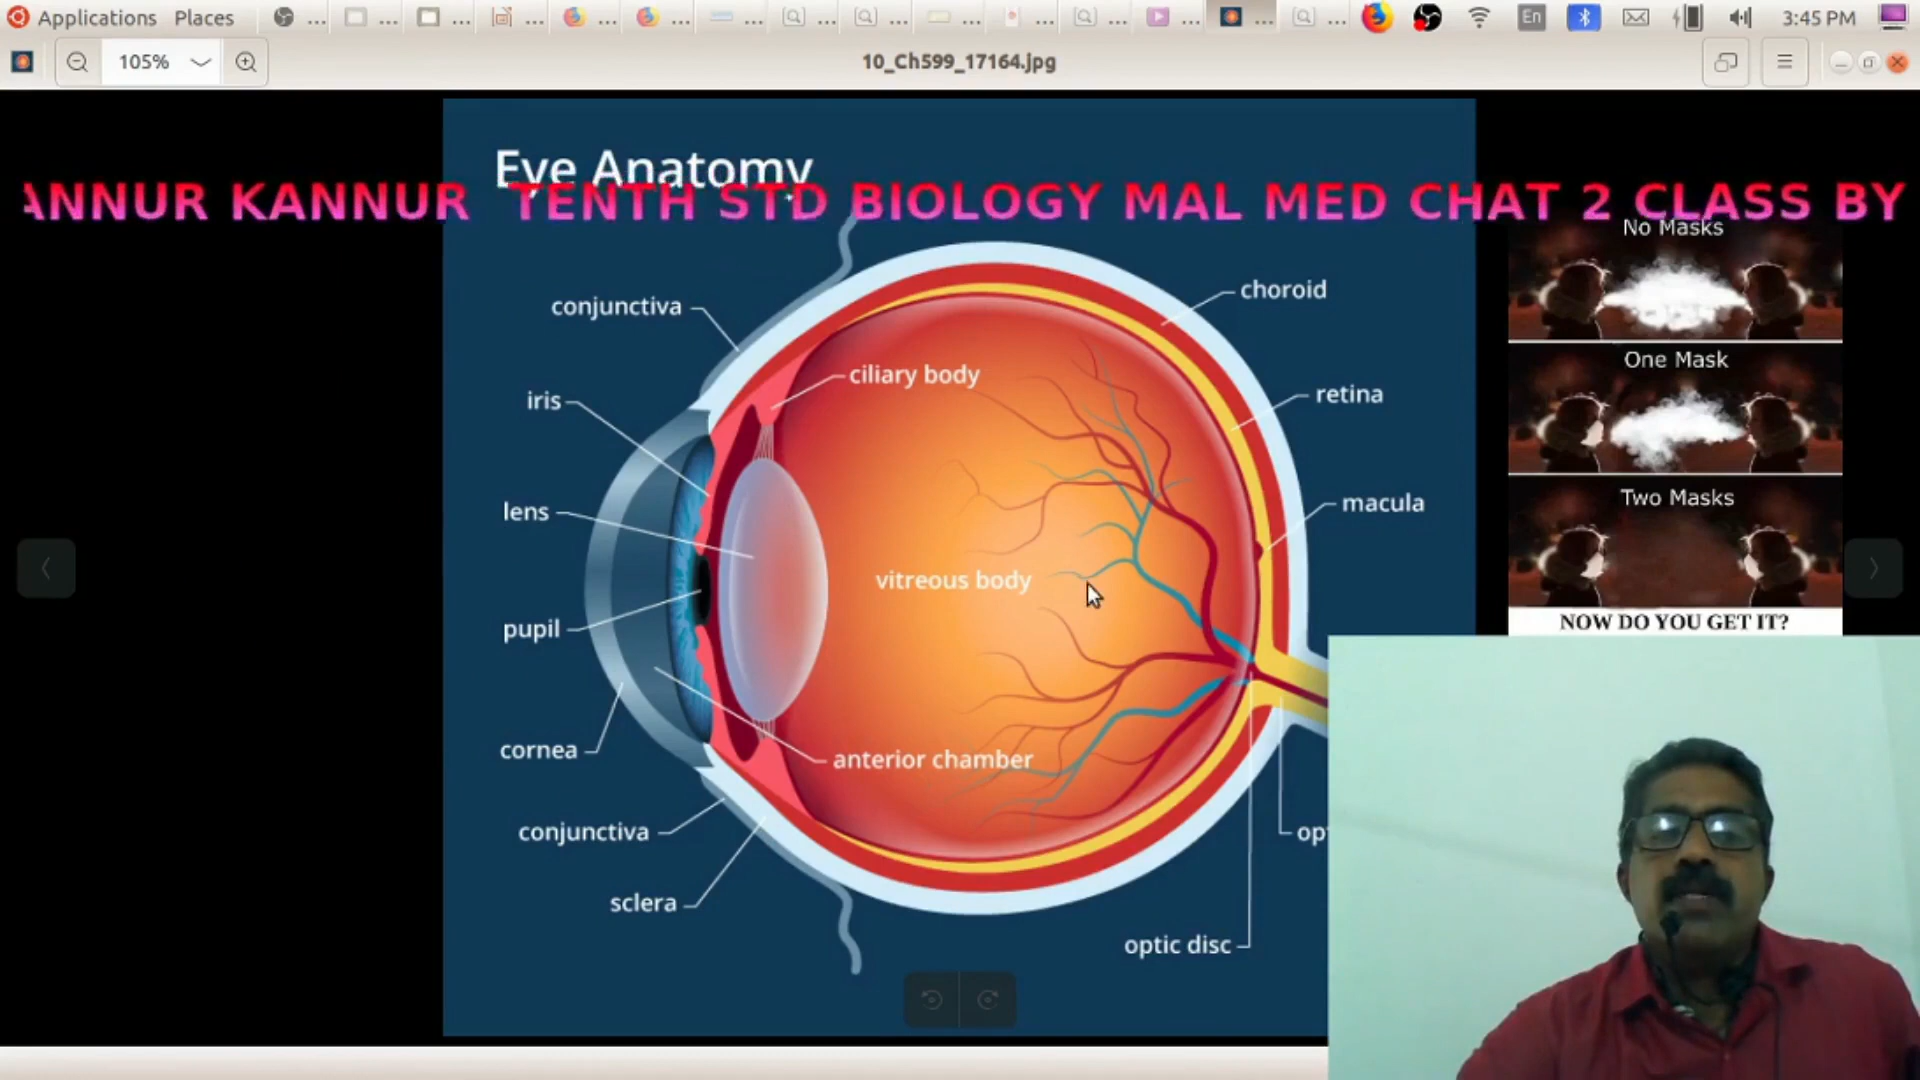 Applications Places ... ... ... ... ... ... ... ... ... ... ... ... ... ... ... En 3:45 PM
105% 10_Ch599_17164.jpg
Eye Anatomy
ANNUR KANNUR TENTH STD BIOLOGY MAL MED CHAT 2 CLASS BY
No Masks
choroid
conjunctiva
One Mask
ciliary body
retina
iris
Two Masks
macula
lens
vitreous body
NOW DO YOU GET IT?
pupil
cornea
anterior chamber
conjunctiva
sclera
optic disc